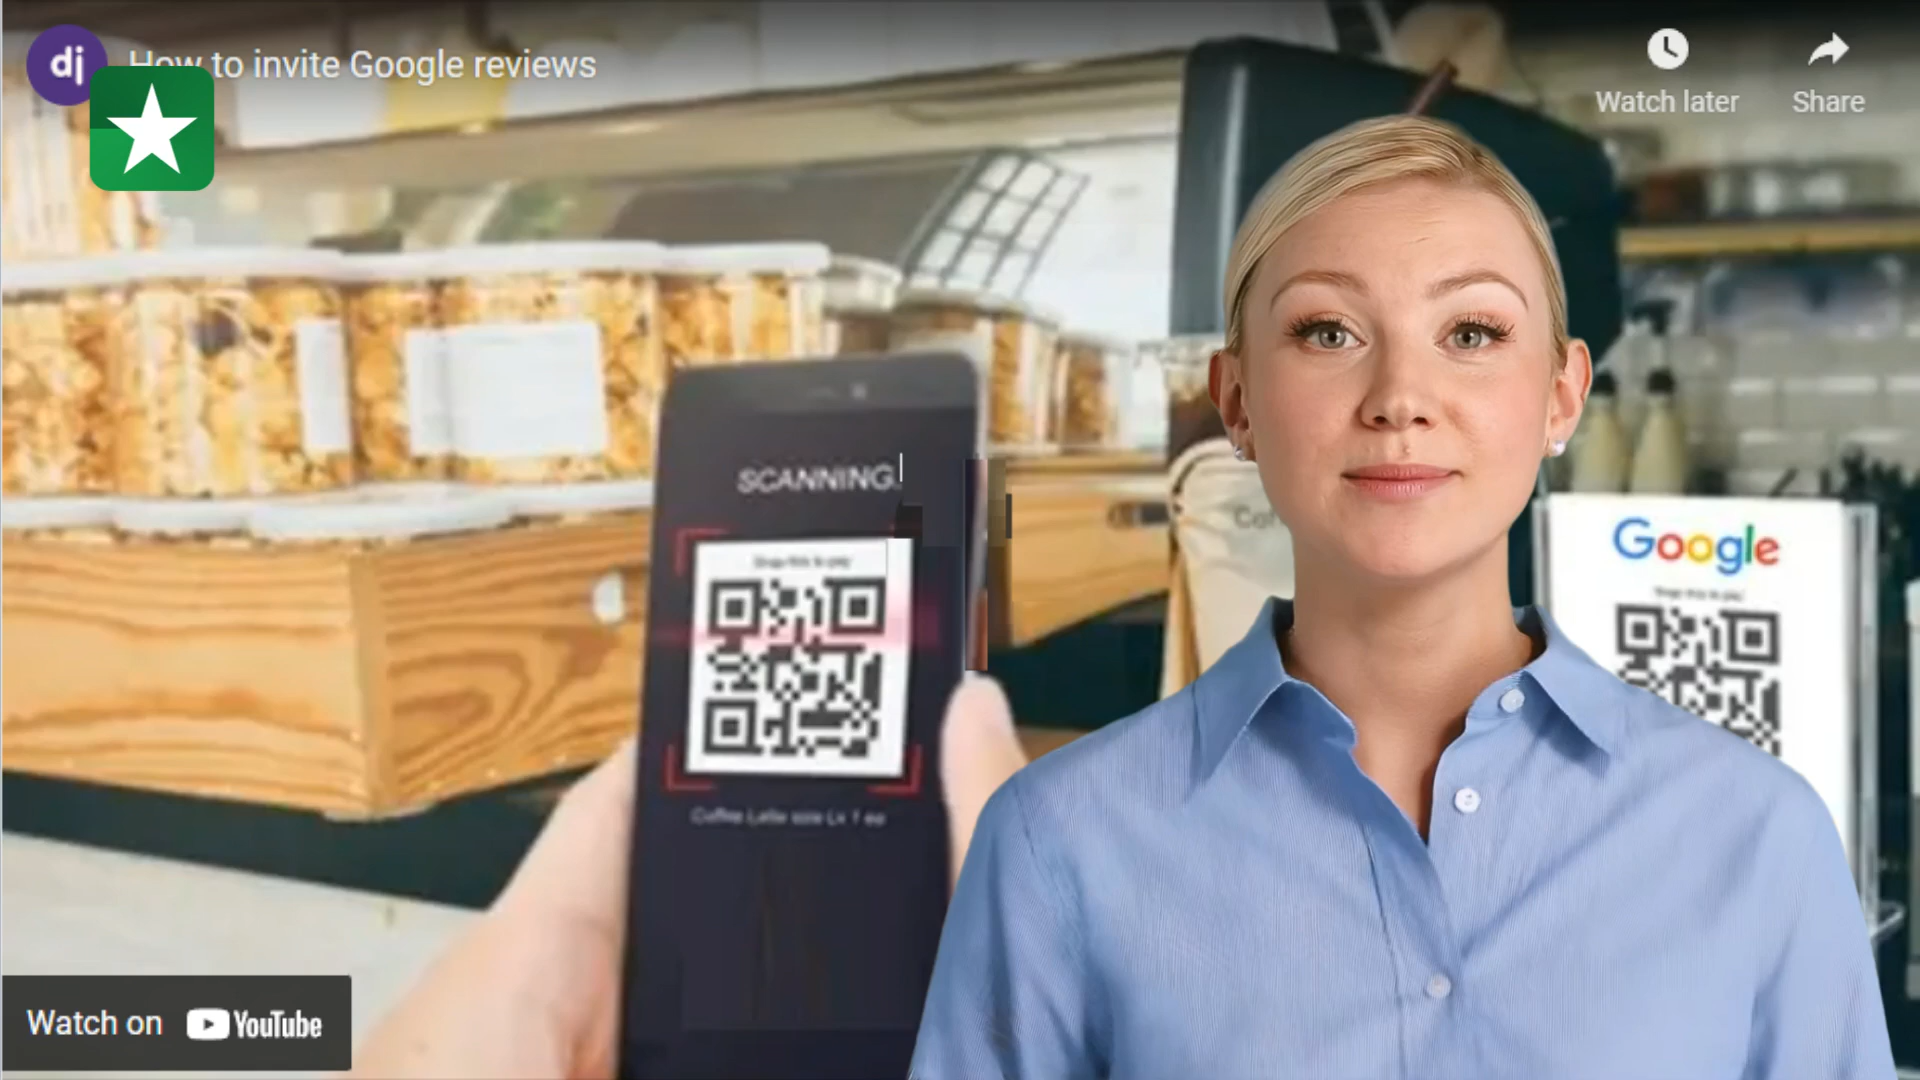 dj
How to invite Google reviews
Watch later
Share
SCANNING.
Google
Watch on YouTube